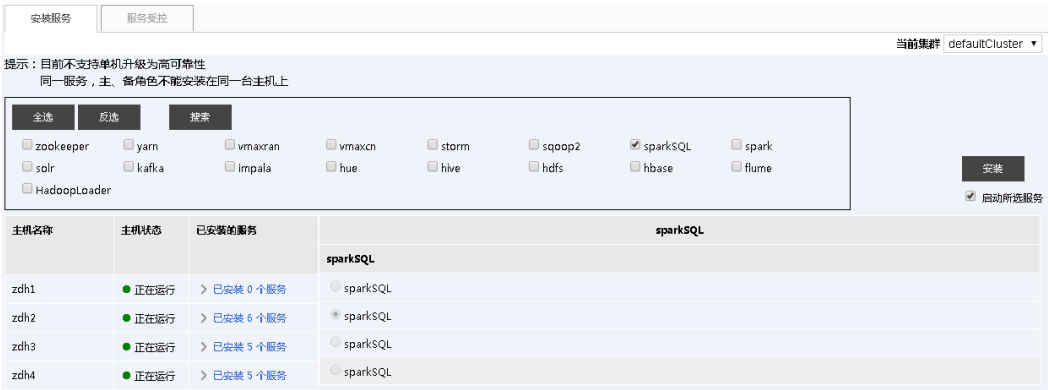 安装服务 服务受控
当前集群 defaultCluster
提示：目前不支持单机升级为高可靠性
同一服务，主、备角色不能安装在同一台主机上
全选 反选 搜索
zookeeper yarn vmaxran vmaxcn storm sqoop2 sparkSQL spark
solr kafka impala hue hive hdfs hbase flume
HadoopLoader
安装
启动所选服务
主机名称 主机状态 已安装的服务 sparkSQL
sparkSQL
zdh1 正在运行 已安装 0 个服务 sparkSQL
zdh2 正在运行 已安装 6 个服务 sparkSQL
zdh3 正在运行 已安装 5 个服务 sparkSQL
zdh4 正在运行 已安装 5 个服务 sparkSQL